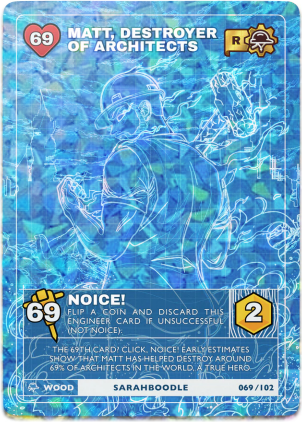 69
MATT, DESTROYER
OF ARCHITECTS
R
69
NOICE!
FLIP A COIN AND DISCARD THIS
ENGINEER CARD IF UNSUCCESSFUL
(NOT NOICE).
2
THE 69TH CARD? CLICK, NOICE! EARLY ESTIMATES
SHOW THAT MATT HAS HELPED DESTROY AROUND
69% OF ARCHITECTS IN THE WORLD, A TRUE HERO
WOOD
SARAHBOODLE
069/102